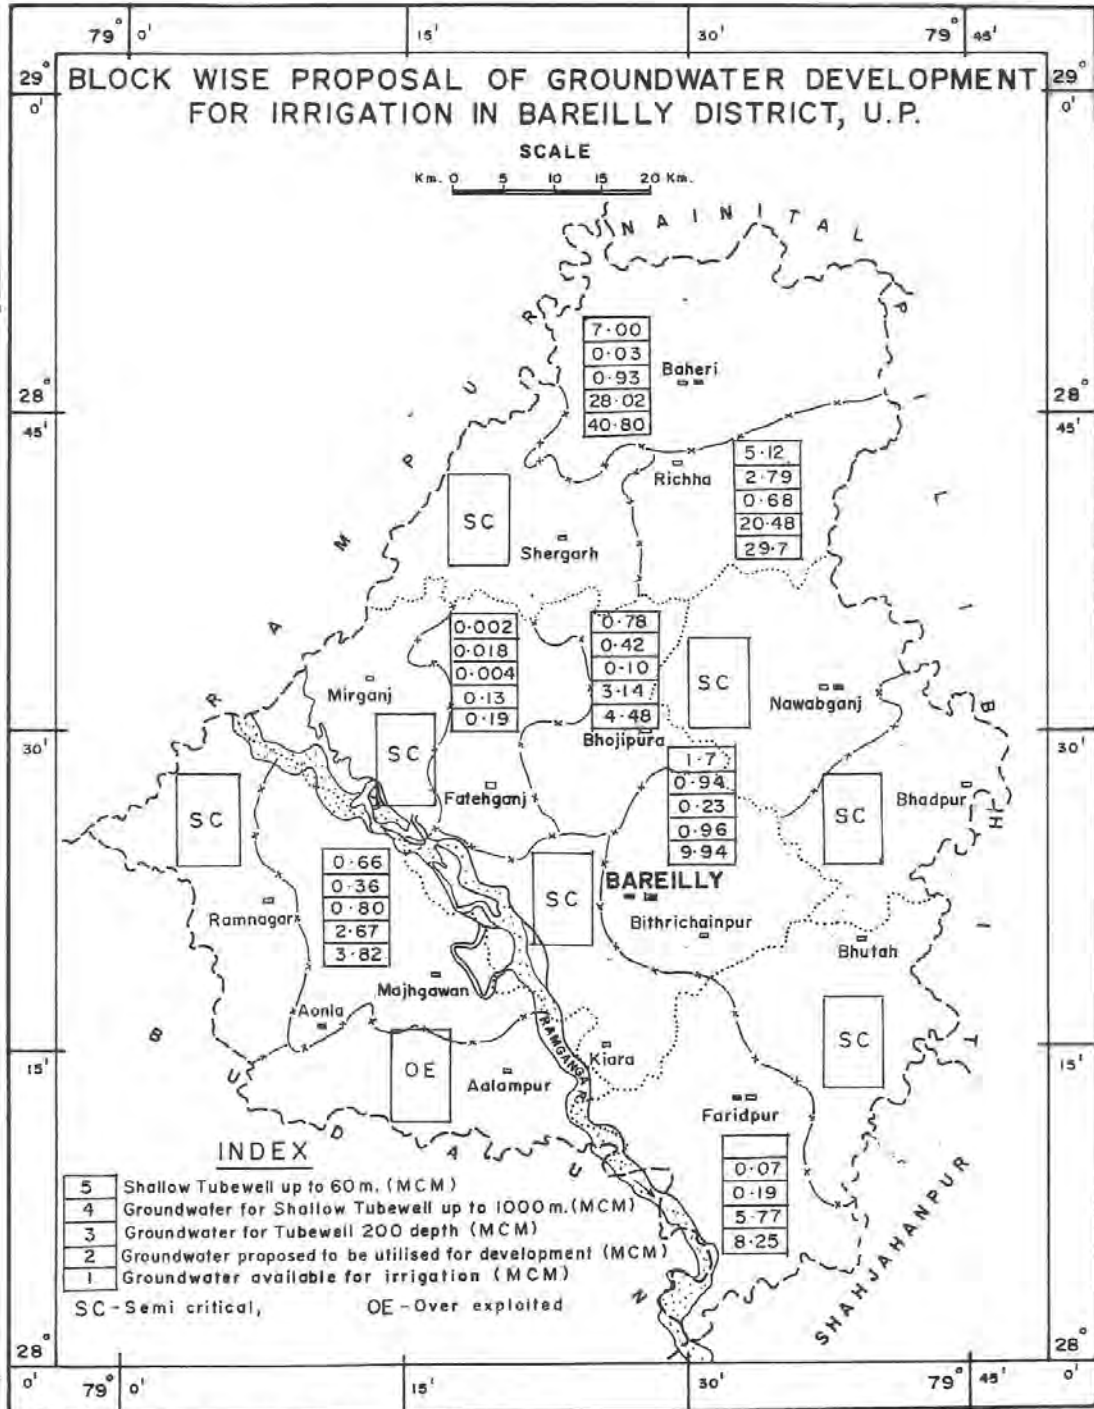 79° 0' 15' 30' 79° 45'
29° 0'
29° 0'
BLOCK WISE PROPOSAL OF GROUNDWATER DEVELOPMENT
FOR IRRIGATION IN BAREILLY DISTRICT, U.P.
SCALE
Km. 0 5 10 15 20 Km.
NAINITAL
RAMPUR
PILIBHIT
7.00
0.03
0.93
28.02
40.80
Baheri
28° 45'
28° 45'
5.12
2.79
0.68
20.48
29.7
Richha
SC
Shergarh
0.002
0.018
0.004
0.13
0.19
0.78
0.42
0.10
3.14
4.48
SC
Mirganj
Nawabganj
30'
30'
SC
Bhojipura
1.7
0.94
0.23
0.96
9.94
Fatehganj
SC
SC
Bhadpur
0.66
0.36
0.80
2.67
3.82
SC
BAREILLY
Ramnagar
Bithrichainpur
Bhutah
Majhgawan
Aonla
SC
15'
15'
OE
Aalampur
RAMGANGA R
Kiara
Faridpur
BUDAUN
0.07
0.19
5.77
8.25
SHAHJAHANPUR
INDEX
5 Shallow Tubewell up to 60m. (MCM)
4 Groundwater for Shallow Tubewell up to 1000m. (MCM)
3 Groundwater for Tubewell 200 depth (MCM)
2 Groundwater proposed to be utilised for development (MCM)
1 Groundwater available for irrigation (MCM)
SC-Semi critical, OE-Over exploited
28° 0'
28° 0'
79° 0' 15' 30' 79° 45'